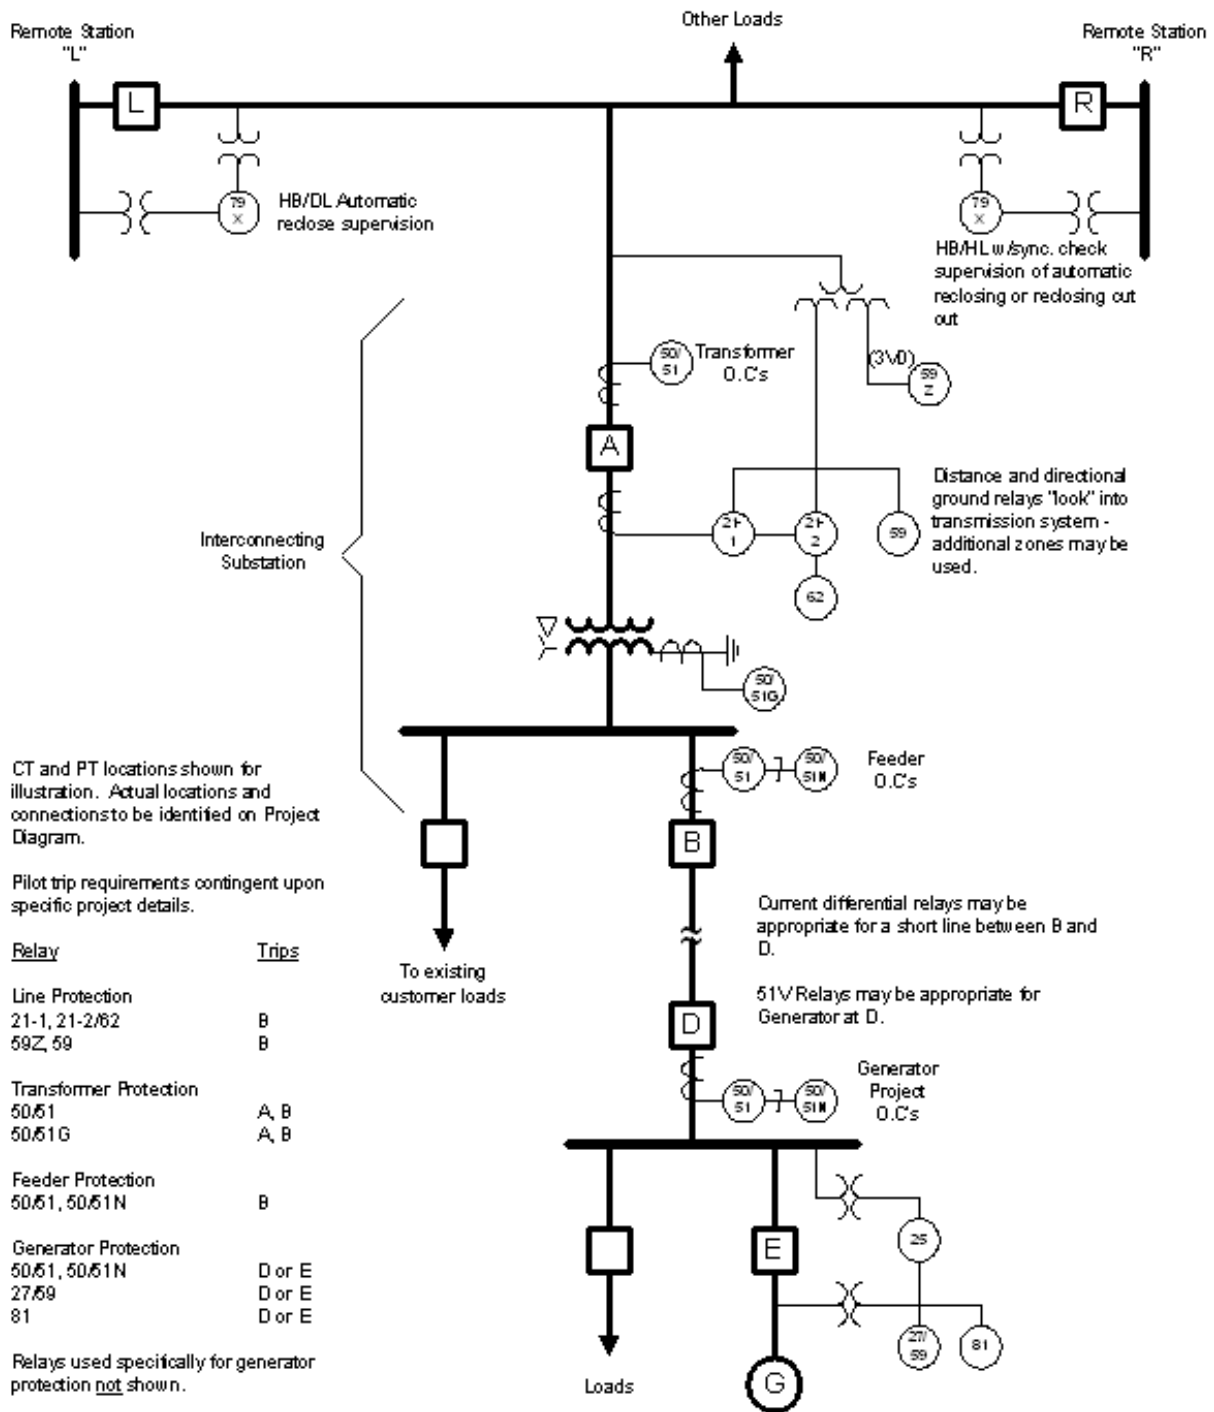 Other Loads
Remote Station
"L"
Remote Station
"R"
L
R
79
X
HB/DL Automatic
reclose supervision
79
X
HB/HL w/sync. check
supervision of automatic
reclosing or reclosing cut
out
50/
51
Transformer
O.C's
(3V0)
59
Z
A
Distance and directional
ground relays "look" into
transmission system -
additional zones may be
used.
21-
1
21-
2
59
62
Interconnecting
Substation
50/
51G
50/
51
50/
51N
Feeder
O.C's
CT and PT locations shown for
illustration. Actual locations and
connections to be identified on Project
Diagram.
B
Pilot trip requirements contingent upon
specific project details.
Current differential relays may be
appropriate for a short line between B and
D.
To existing
customer loads
51V Relays may be appropriate for
Generator at D.
D
Relay Trips
Line Protection
21-1, 21-2/62 B
59Z, 59 B
Transformer Protection
50/51 A, B
50/51G A, B
Feeder Protection
50/51, 50/51N B
Generator Protection
50/51, 50/51N D or E
27/59 D or E
81 D or E
Relays used specifically for generator
protection not shown.
50/
51
50/
51N
Generator
Project
O.C's
E
25
27/
59
81
Loads
G